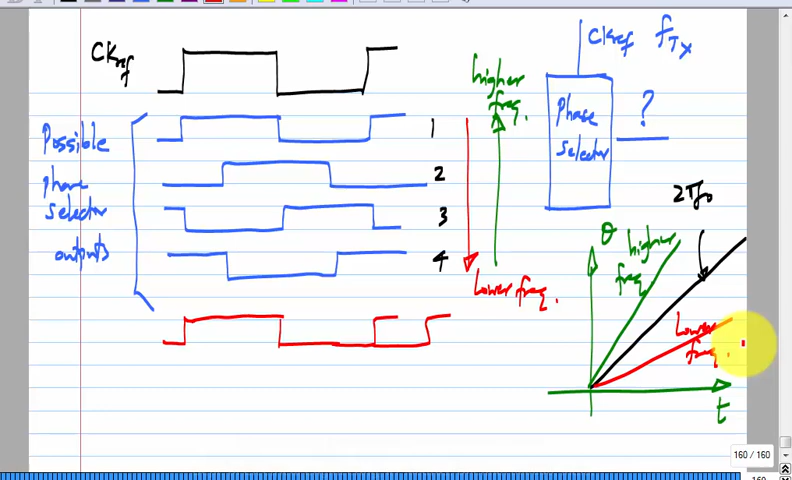 CKref
Possible
phase
selector
outputs
1
2
3
4
higher
freq.
lower freq.
CKref fTx
Phase
selector
?
2πf₀
θ
higher
freq.
Lower
freq.
t
160 / 160